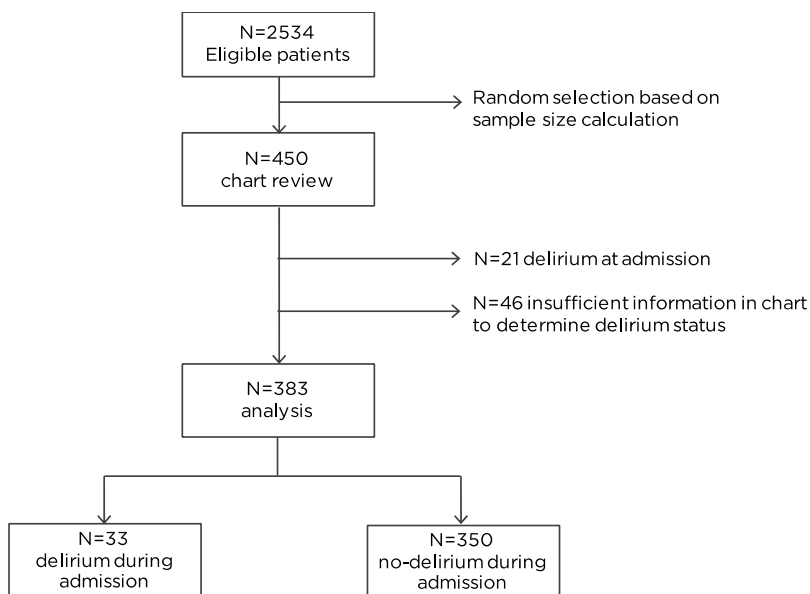 N=2534
Eligible patients
Random selection based on
sample size calculation
N=450
chart review
N=21 delirium at admission
N=46 insufficient information in chart
to determine delirium status
N=383
analysis
N=33
delirium during
admission
N=350
no-delirium during
admission